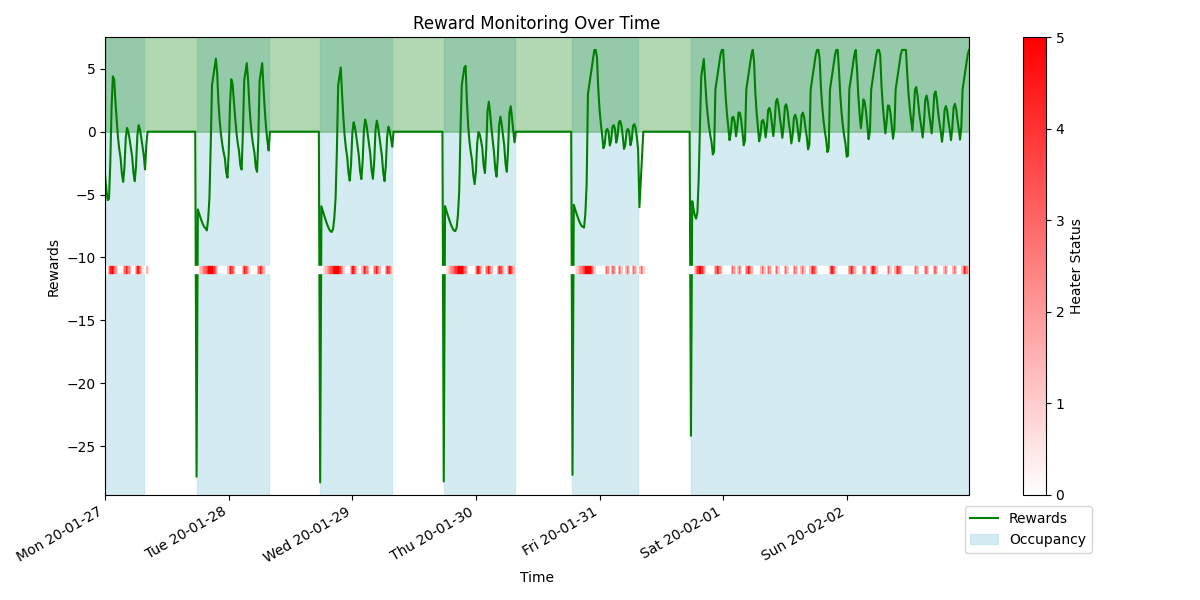 Reward Monitoring Over Time
5
0
−5
−10
−15
−20
−25
Rewards
Mon 20-01-27
Tue 20-01-28
Wed 20-01-29
Thu 20-01-30
Fri 20-01-31
Sat 20-02-01
Sun 20-02-02
Time
5
4
3
2
1
0
Heater Status
Rewards
Occupancy